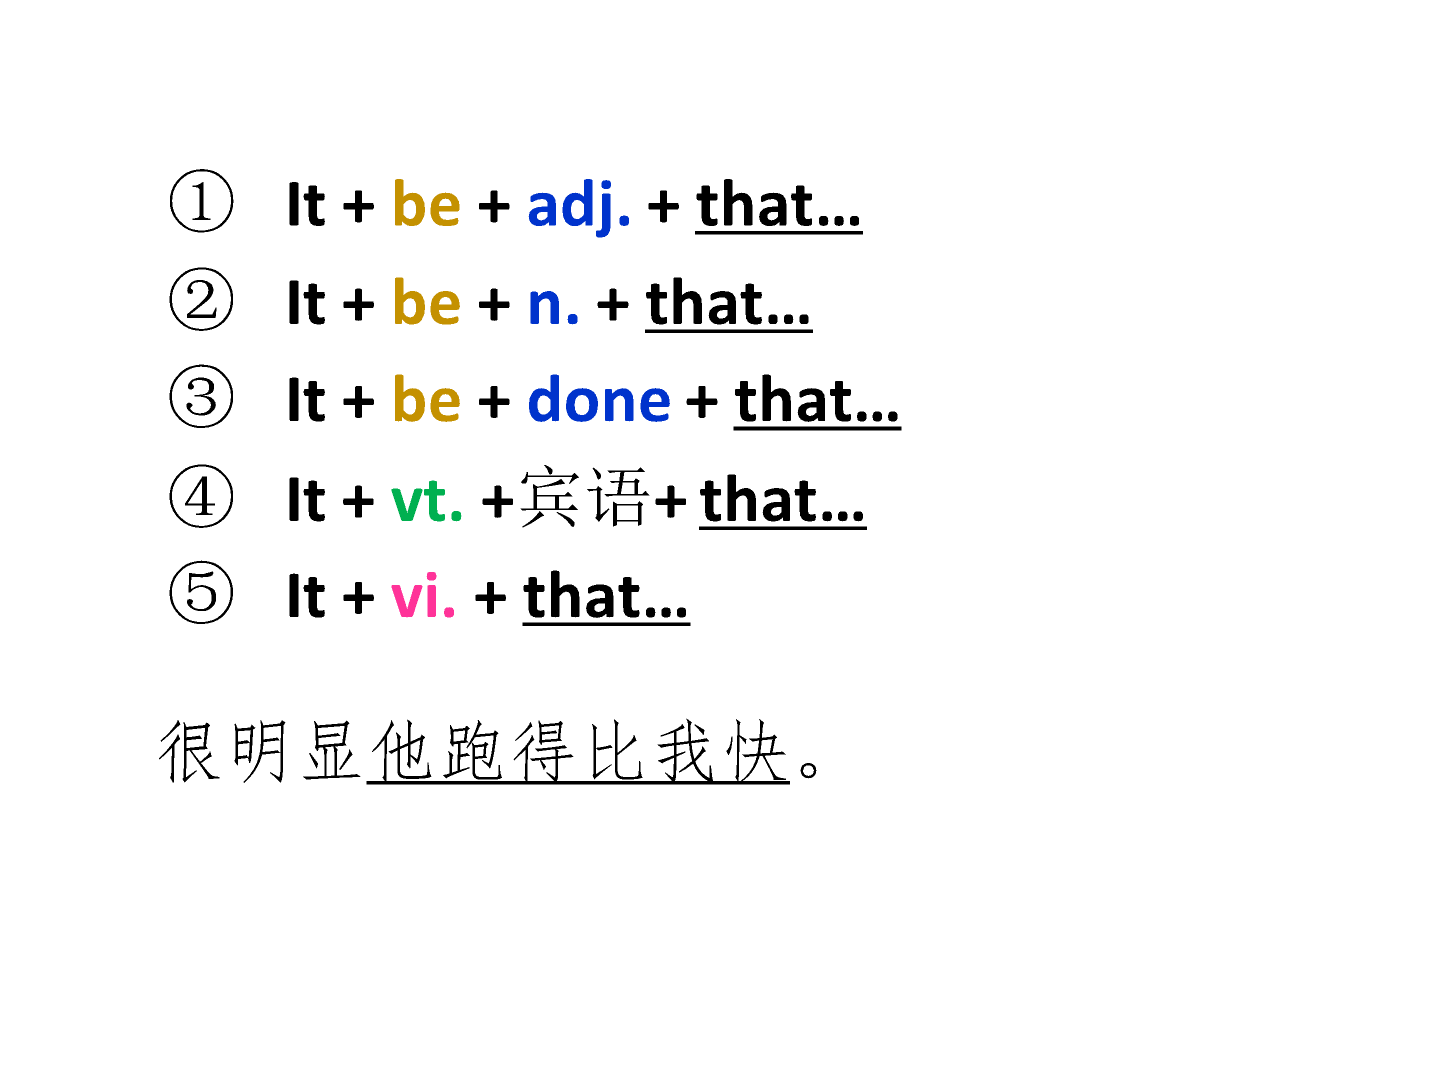 ① It + be + adj. + that…
② It + be + n. + that…
③ It + be + done + that…
④ It + vt. +宾语+ that…
⑤ It + vi. + that…
很明显他跑得比我快。